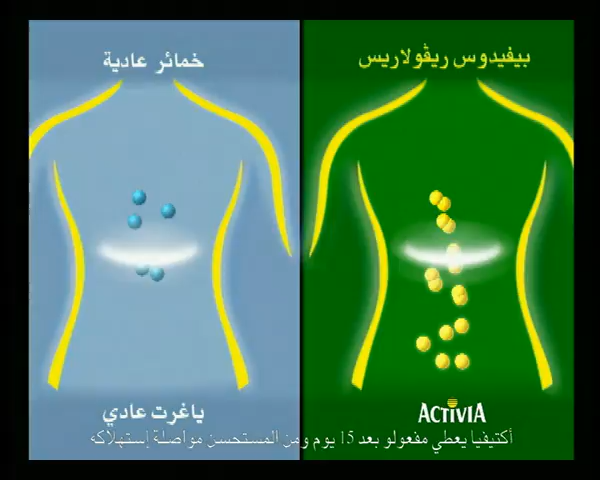 بيفيدوس ريڤولاريس
خمائر عادية
ACTIVIA
ياغرت عادي
أكتيفيا يعطي مفعولو بعد 15 يوم ومن المستحسن مواصلة إستهلاكه